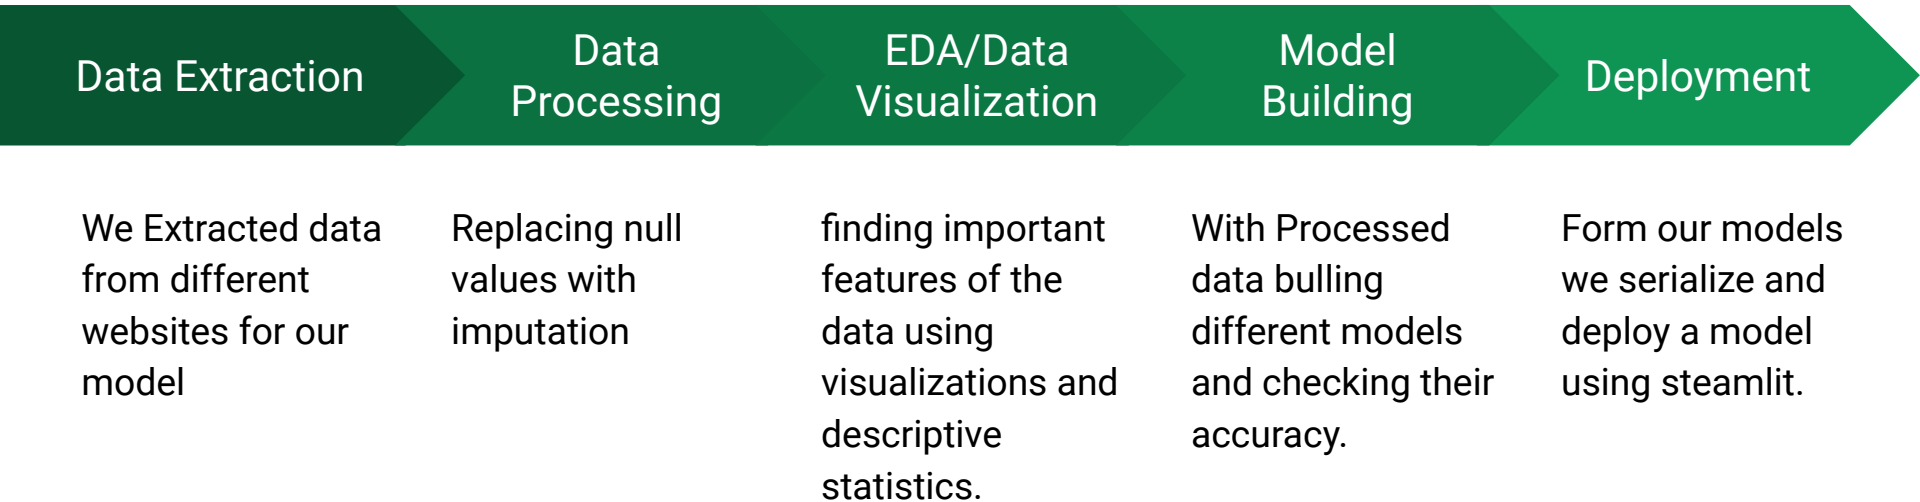 Data Extraction
Data
Processing
EDA/Data
Visualization
Model
Building
Deployment
We Extracted data
from different
websites for our
model
Replacing null
values with
imputation
finding important
features of the
data using
visualizations and
descriptive
statistics.
With Processed
data bulling
different models
and checking their
accuracy.
Form our models
we serialize and
deploy a model
using steamlit.